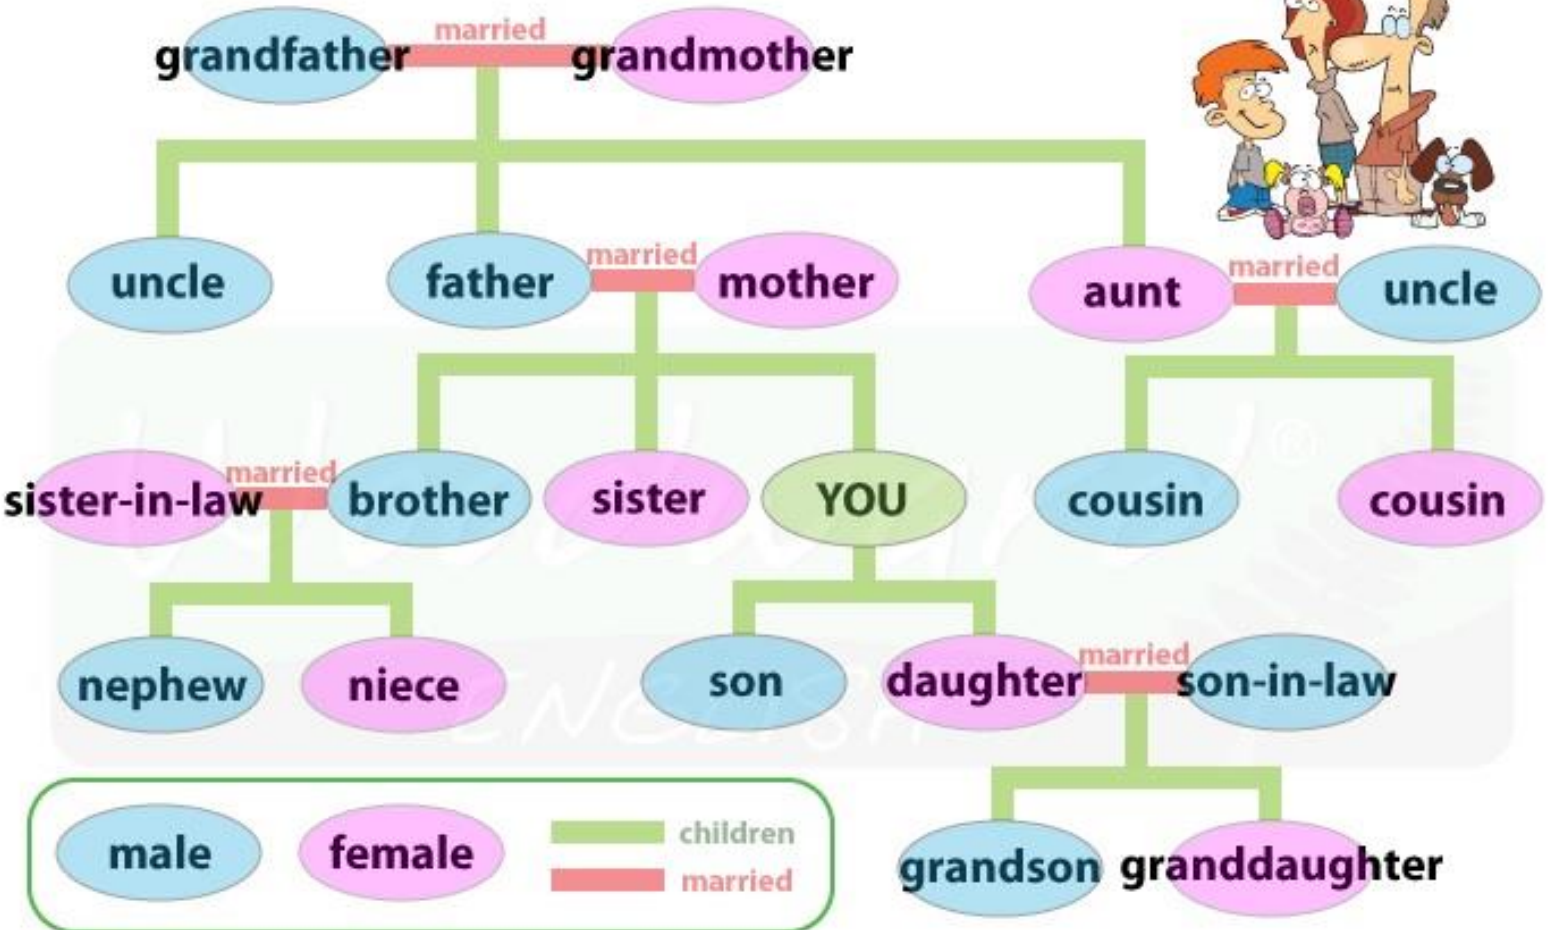 married
grandfather grandmother
married married
uncle father mother aunt uncle
married
sister-in-law brother sister YOU cousin cousin
married
nephew niece son daughter son-in-law
children
male female
married
grandson granddaughter
ENGLISH